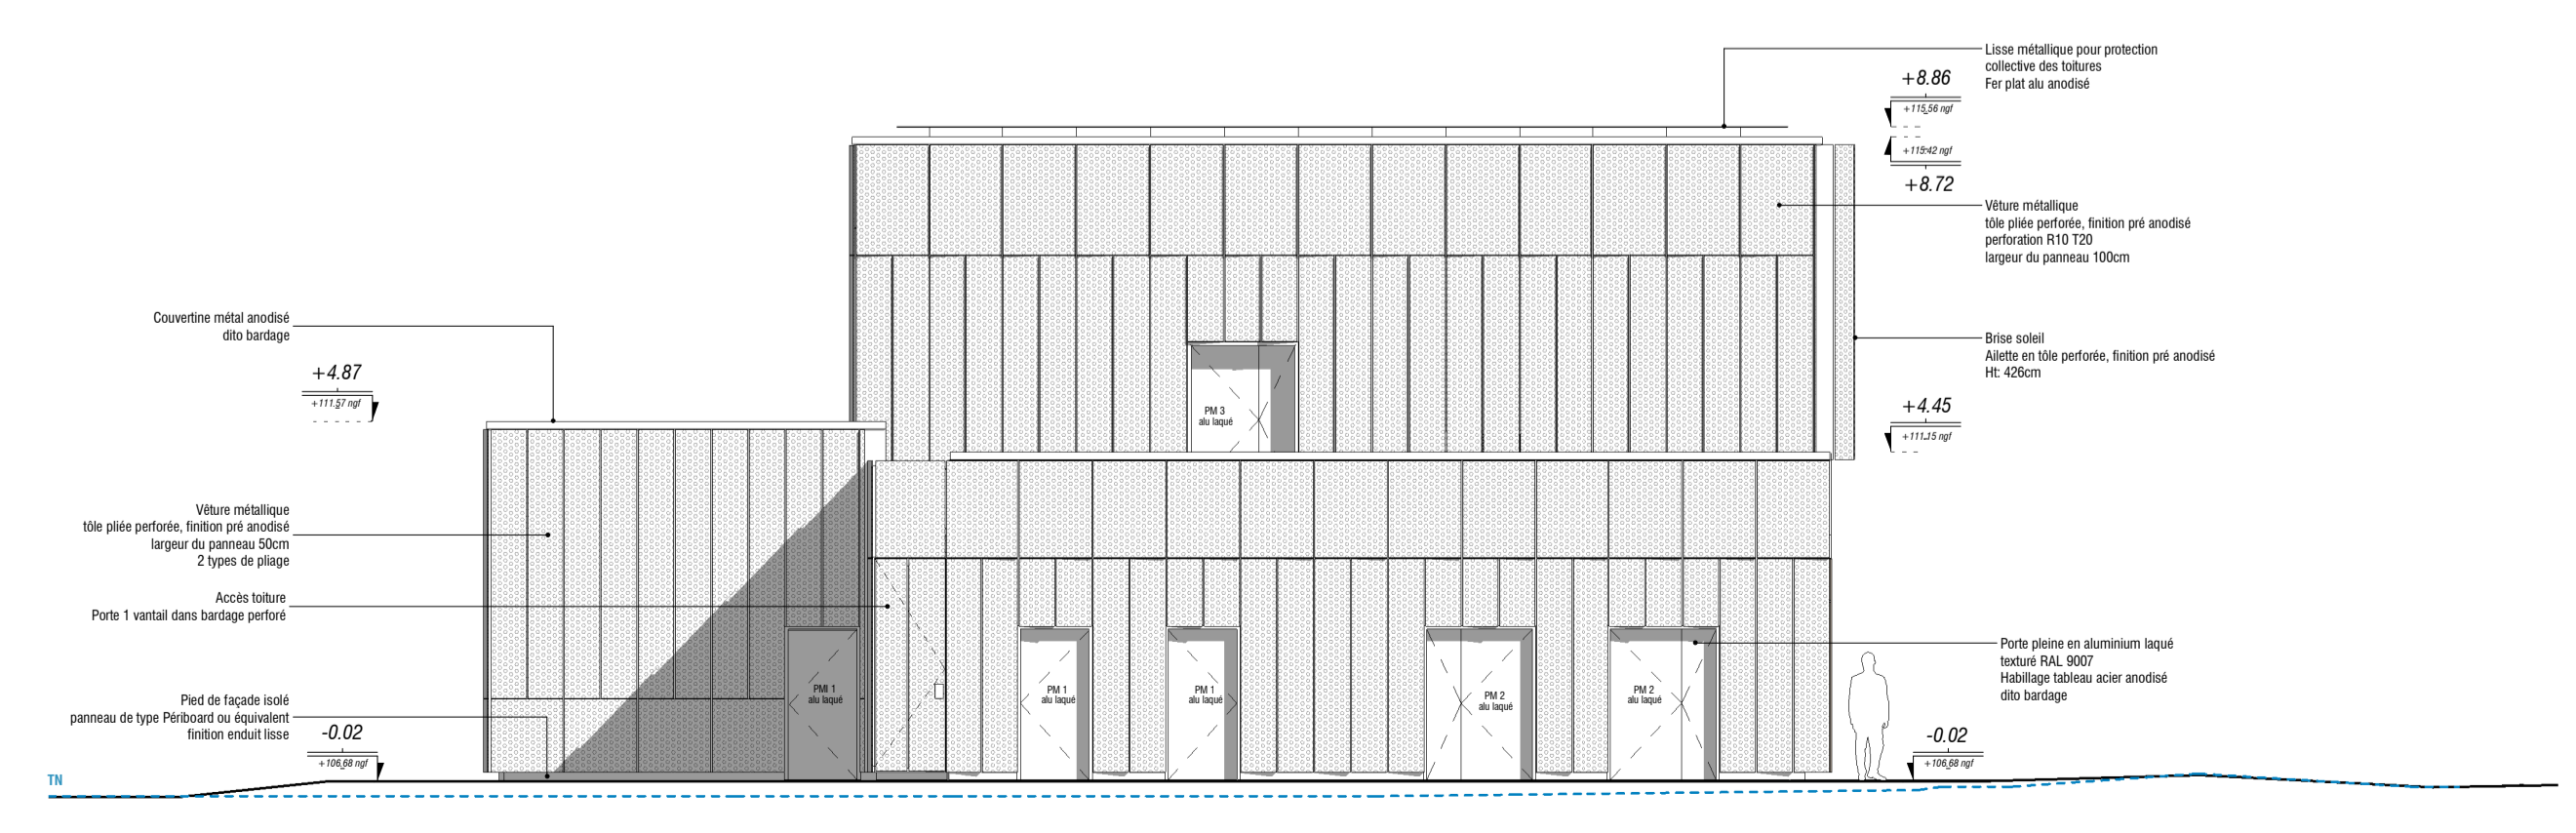 Lisse métallique pour protection
collective des toitures
Fer plat alu anodisé
+8.86
+115.56 ngf
+115.42 ngf
+8.72
Vêture métallique
tôle pliée perforée, finition pré anodisé
perforation R10 T20
largeur du panneau 100cm
Couvertine métal anodisé
dito bardage
Brise soleil
Ailette en tôle perforée, finition pré anodisé
Ht: 426cm
+4.87
+111.57 ngf
+4.45
+111.15 ngf
PM 3
alu laqué
Vêture métallique
tôle pliée perforée, finition pré anodisé
largeur du panneau 50cm
2 types de pliage
Accès toiture
Porte 1 vantail dans bardage perforé
Porte pleine en aluminium laqué
texturé RAL 9007
Habillage tableau acier anodisé
dito bardage
PMI 1
alu laqué
PM 1
alu laqué
PM 1
alu laqué
PM 2
alu laqué
PM 2
alu laqué
Pied de façade isolé
panneau de type Périboard ou équivalent
finition enduit lisse
-0.02
+106.68 ngf
-0.02
+106.68 ngf
TN